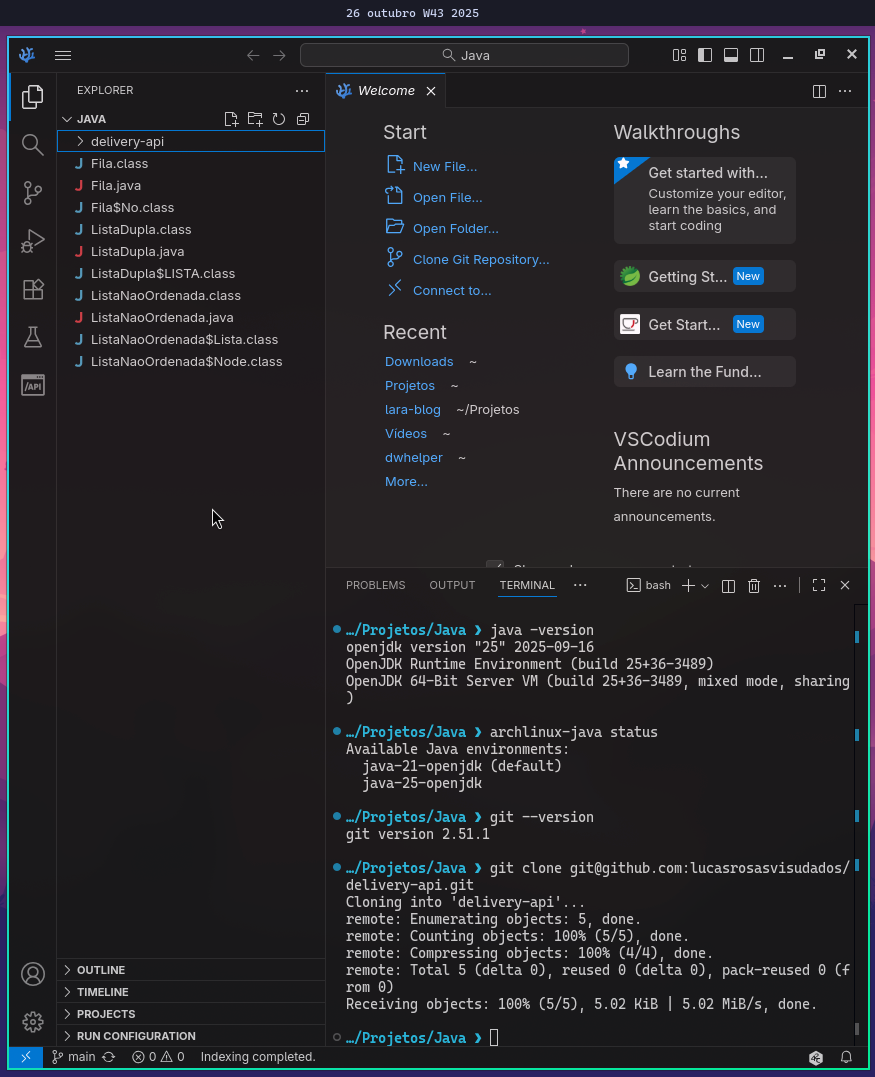 26 outubro W43 2025
Java
EXPLORER
JAVA
delivery-api
J Fila.class
J Fila.java
J Fila$No.class
J ListaDupla.class
J ListaDupla.java
J ListaDupla$LISTA.class
J ListaNaoOrdenada.class
J ListaNaoOrdenada.java
J ListaNaoOrdenada$Lista.class
J ListaNaoOrdenada$Node.class
/API
OUTLINE
TIMELINE
PROJECTS
RUN CONFIGURATION
Welcome
Start
New File...
Open File...
Open Folder...
Clone Git Repository...
Connect to...
Recent
Downloads ~
Projetos ~
lara-blog ~/Projetos
Vídeos ~
dwhelper ~
More...
Walkthroughs
Get started with...
Customize your editor,
learn the basics, and
start coding
Getting St... New
Get Start... New
Learn the Fund...
VSCodium
Announcements
There are no current
announcements.
PROBLEMS OUTPUT TERMINAL ··· bash
…/Projetos/Java ❯ java -version
openjdk version "25" 2025-09-16
OpenJDK Runtime Environment (build 25+36-3489)
OpenJDK 64-Bit Server VM (build 25+36-3489, mixed mode, sharing
)
…/Projetos/Java ❯ archlinux-java status
Available Java environments:
java-21-openjdk (default)
java-25-openjdk
…/Projetos/Java ❯ git --version
git version 2.51.1
…/Projetos/Java ❯ git clone git@github.com:lucasrosasvisudados/
delivery-api.git
Cloning into 'delivery-api'...
remote: Enumerating objects: 5, done.
remote: Counting objects: 100% (5/5), done.
remote: Compressing objects: 100% (4/4), done.
remote: Total 5 (delta 0), reused 0 (delta 0), pack-reused 0 (f
rom 0)
Receiving objects: 100% (5/5), 5.02 KiB | 5.02 MiB/s, done.
…/Projetos/Java ❯
main 0 0 Indexing completed.